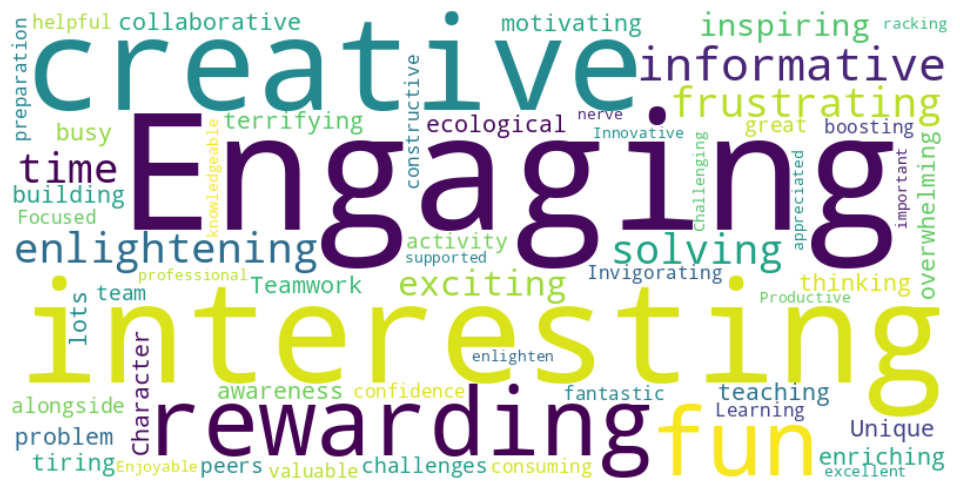 helpful
collaborative
motivating
inspiring
racking
creative
preparation
informative
frustrating
constructive
busy
terrifying
ecological
nerve
Innovative
great
boosting
Engaging
knowledgeable
time
building
Focused
Challenging
appreciated
important
overwhelming
enlightening
activity
supported
solving
professional
Teamwork
exciting
Invigorating
thinking
Productive
lots
team
interesting
enlighten
Character
awareness
confidence
fantastic
teaching
alongside
rewarding
Learning
fun
Unique
problem
tiring
Enjoyable
peers
valuable
challenges
consuming
enriching
excellent